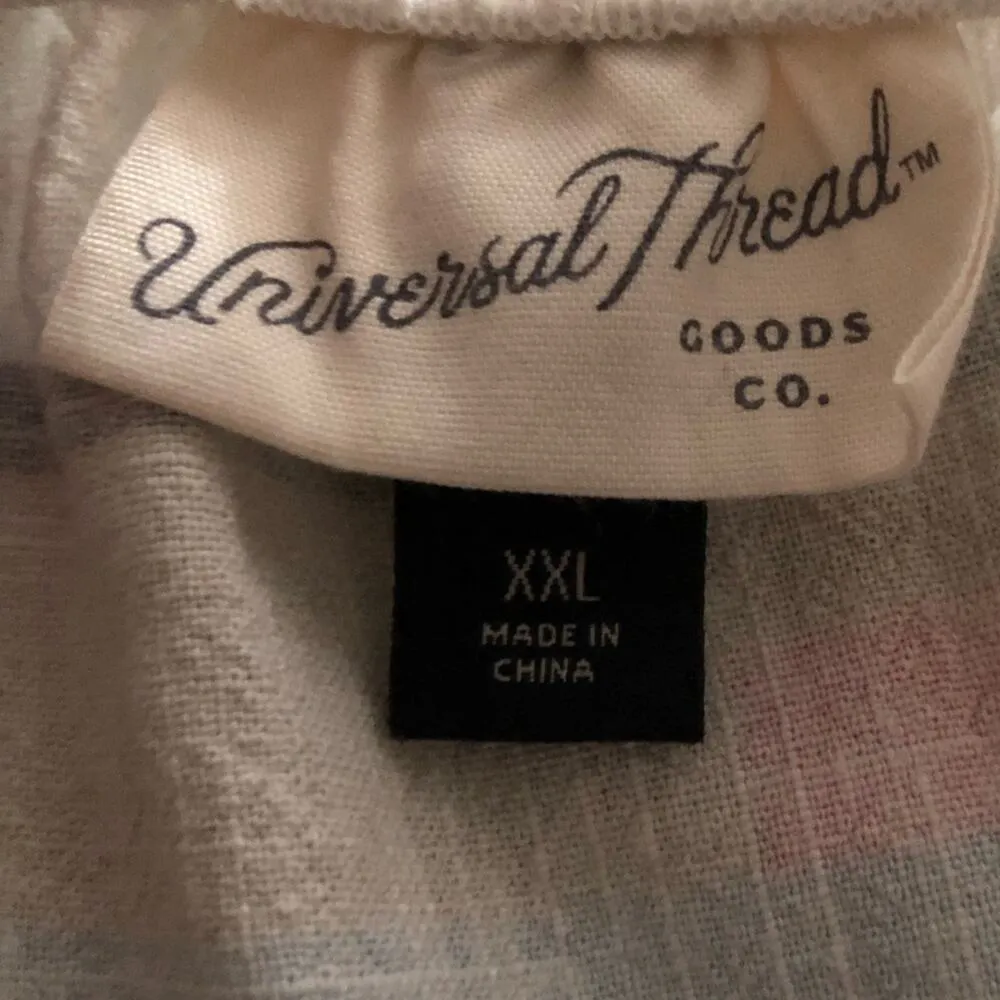 Universal Thread™
GOODS
CO.
XXL
MADE IN
CHINA